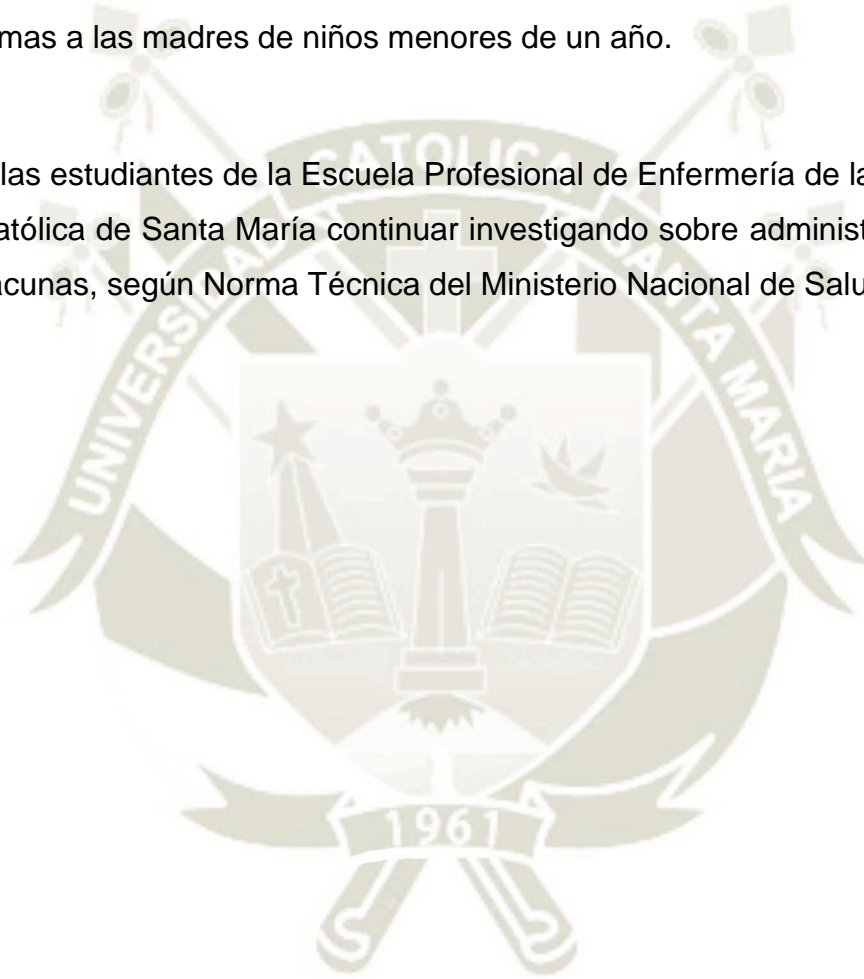 mas a las madres de niños menores de un año.
las estudiantes de la Escuela Profesional de Enfermería de la
atólica de Santa María continuar investigando sobre administ
acunas, según Norma Técnica del Ministerio Nacional de Salu
UNIVERSIDAD CATOLICA SANTA MARIA
1961